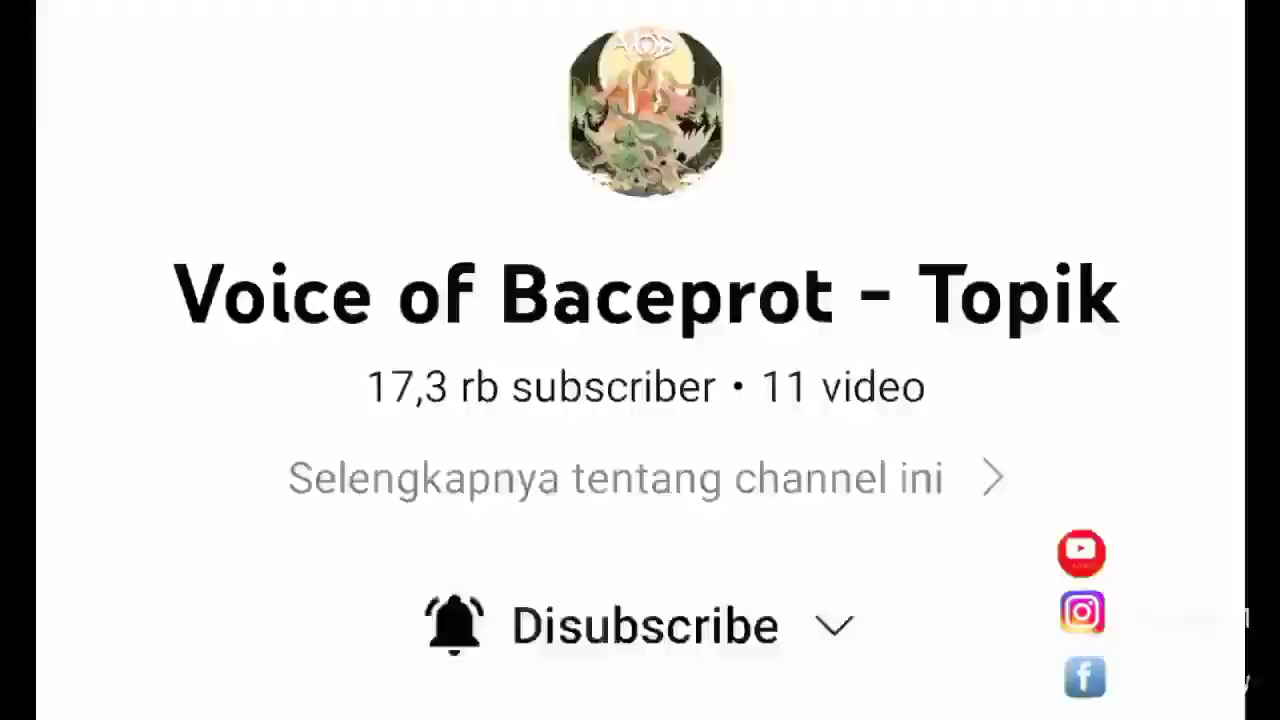 Voice of Baceprot - Topik
17,3 rb subscriber • 11 video
Selengkapnya tentang channel ini
Disubscribe